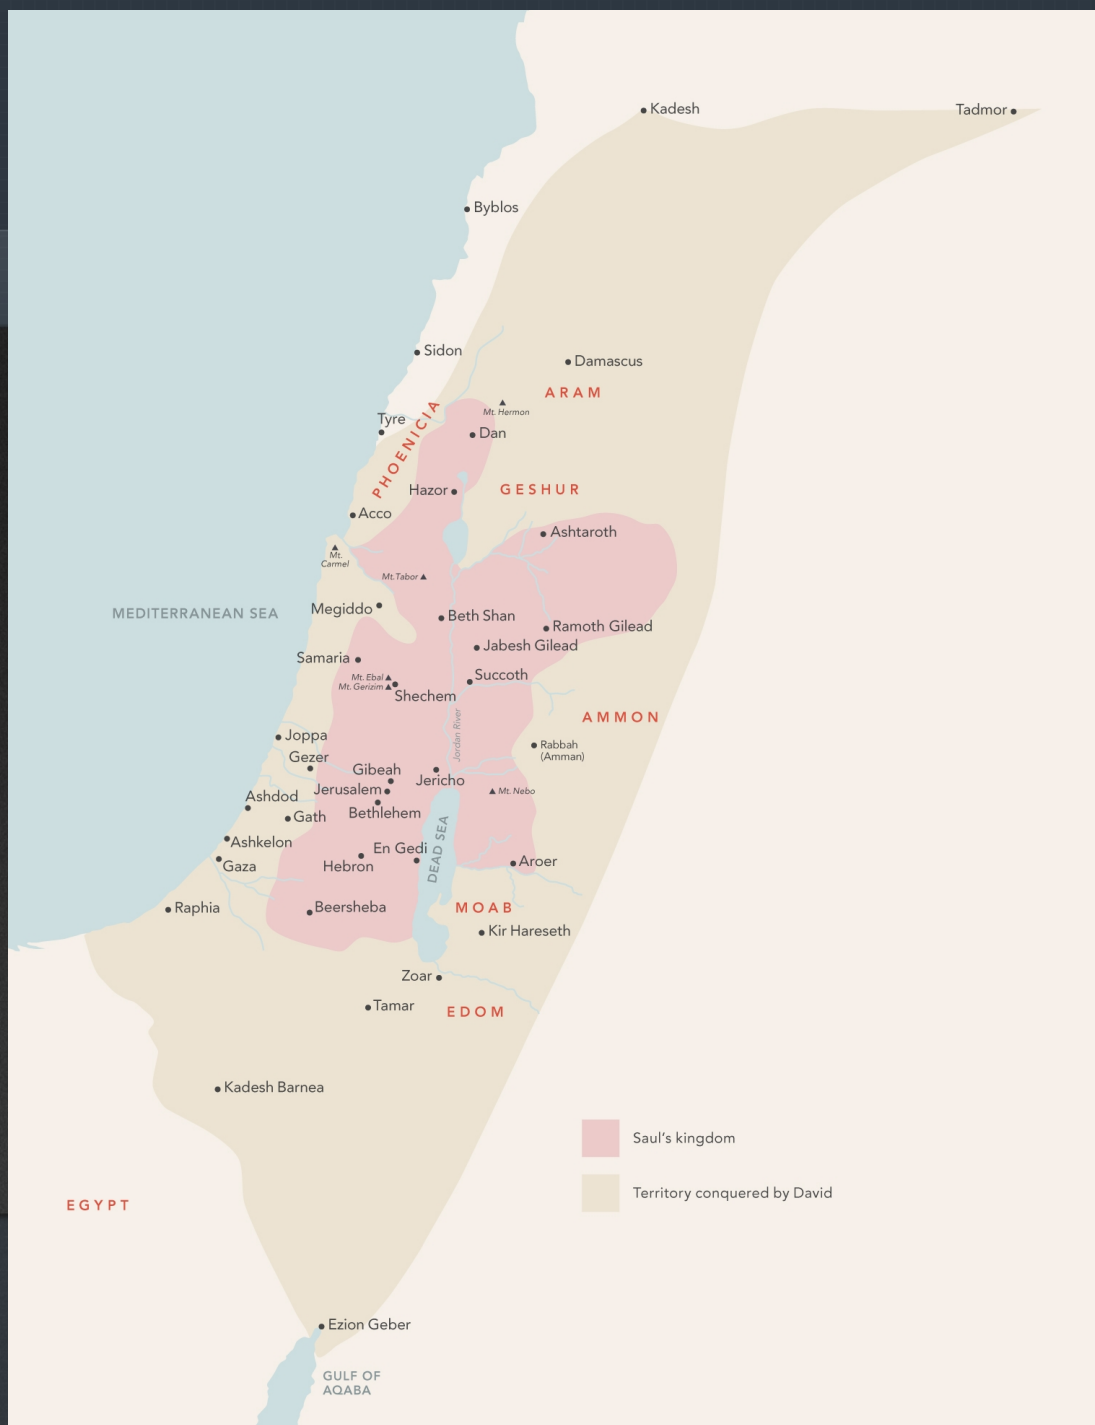 Kadesh
Tadmor
Byblos
Sidon
Damascus
ARAM
Mt. Hermon
Tyre
PHOENICIA
Dan
Hazor
GESHUR
Acco
Ashtaroth
Mt.
Carmel
Mt. Tabor
MEDITERRANEAN SEA
Megiddo
Beth Shan
Ramoth Gilead
Jabesh Gilead
Samaria
Succoth
Mt. Ebal
Mt. Gerizim
Shechem
AMMON
Jordan River
Joppa
Rabbah
(Amman)
Gezer
Gibeah
Jericho
Jerusalem
Mt. Nebo
Ashdod
Bethlehem
Gath
Ashkelon
En Gedi
DEAD SEA
Gaza
Hebron
Aroer
Raphia
Beersheba
MOAB
Kir Hareseth
Zoar
Tamar
EDOM
Kadesh Barnea
Saul's kingdom
Territory conquered by David
EGYPT
Ezion Geber
GULF OF
AQABA